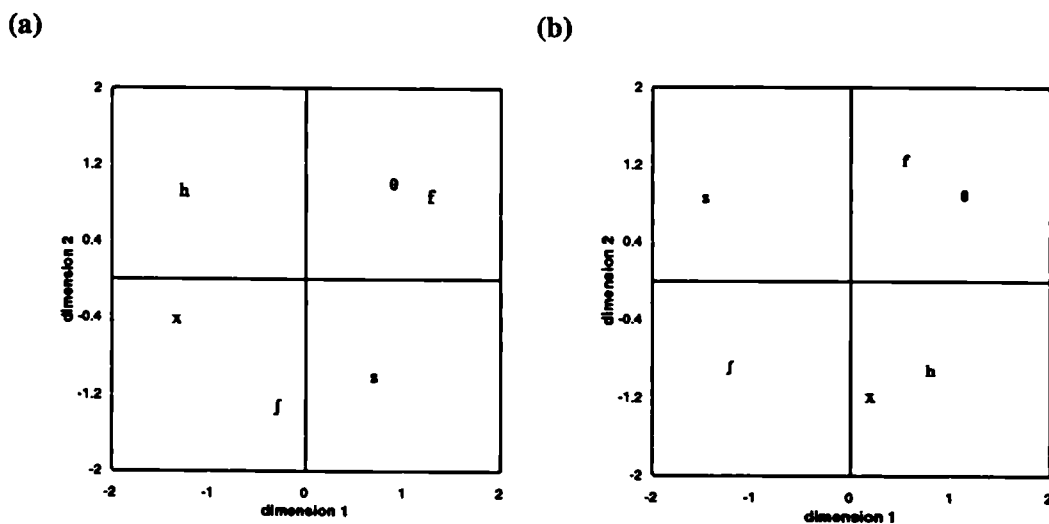 (a)
(b)
2
1.2
0.4
-0.4
-1.2
-2
dimension 2
h
θ
f
x
s
ʃ
-2
-1
0
1
2
dimension 1
2
1.2
0.4
-0.4
-1.2
-2
dimension 2
f
s
θ
ʃ
h
x
-2
-1
0
1
2
dimension 1